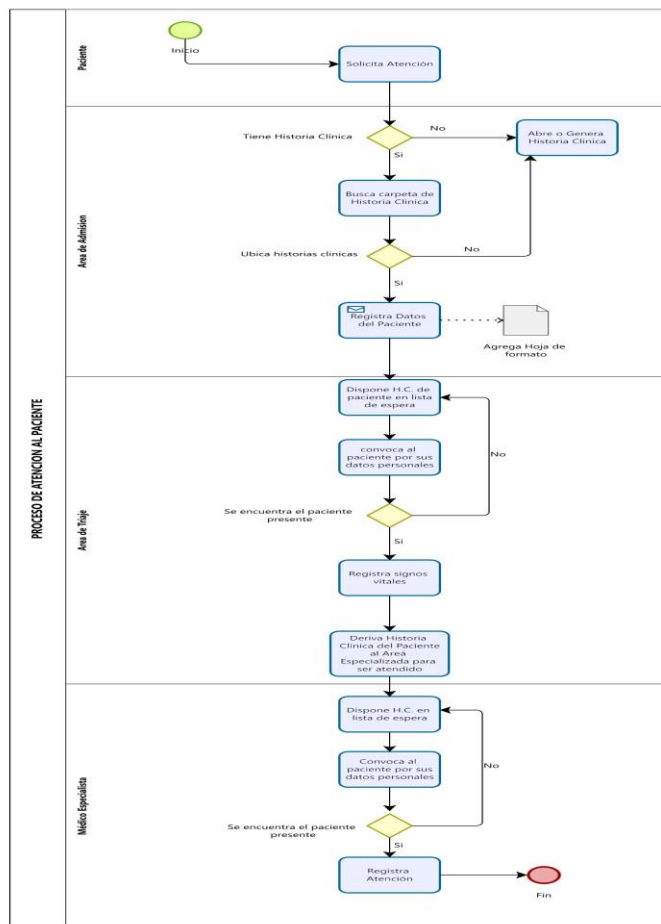 PROCESO DE ATENCION AL PACIENTE
Paciente
Inicio
Solicita Atención
Area de Admision
Tiene Historia Clínica
No
Abre o Genera
Historia Clínica
Si
Busca carpeta de
Historia Clinica
Ubica historias clinicas
No
Si
Registra Datos
del Paciente
Agrega Hoja de
formato
Area de Triaje
Dispone H.C. de
paciente en lista
de espera
convoca al
paciente por sus
datos personales
No
Se encuentra el paciente
presente
Si
Registra signos
vitales
Deriva Historia
Clinica del Paciente
al Area
Especializada para
ser atendido
Médico Especialista
Dispone H.C. en
lista de espera
Convoca al
paciente por sus
datos personales
No
Se encuentra el paciente
presente
Si
Registra
Atención
Fin